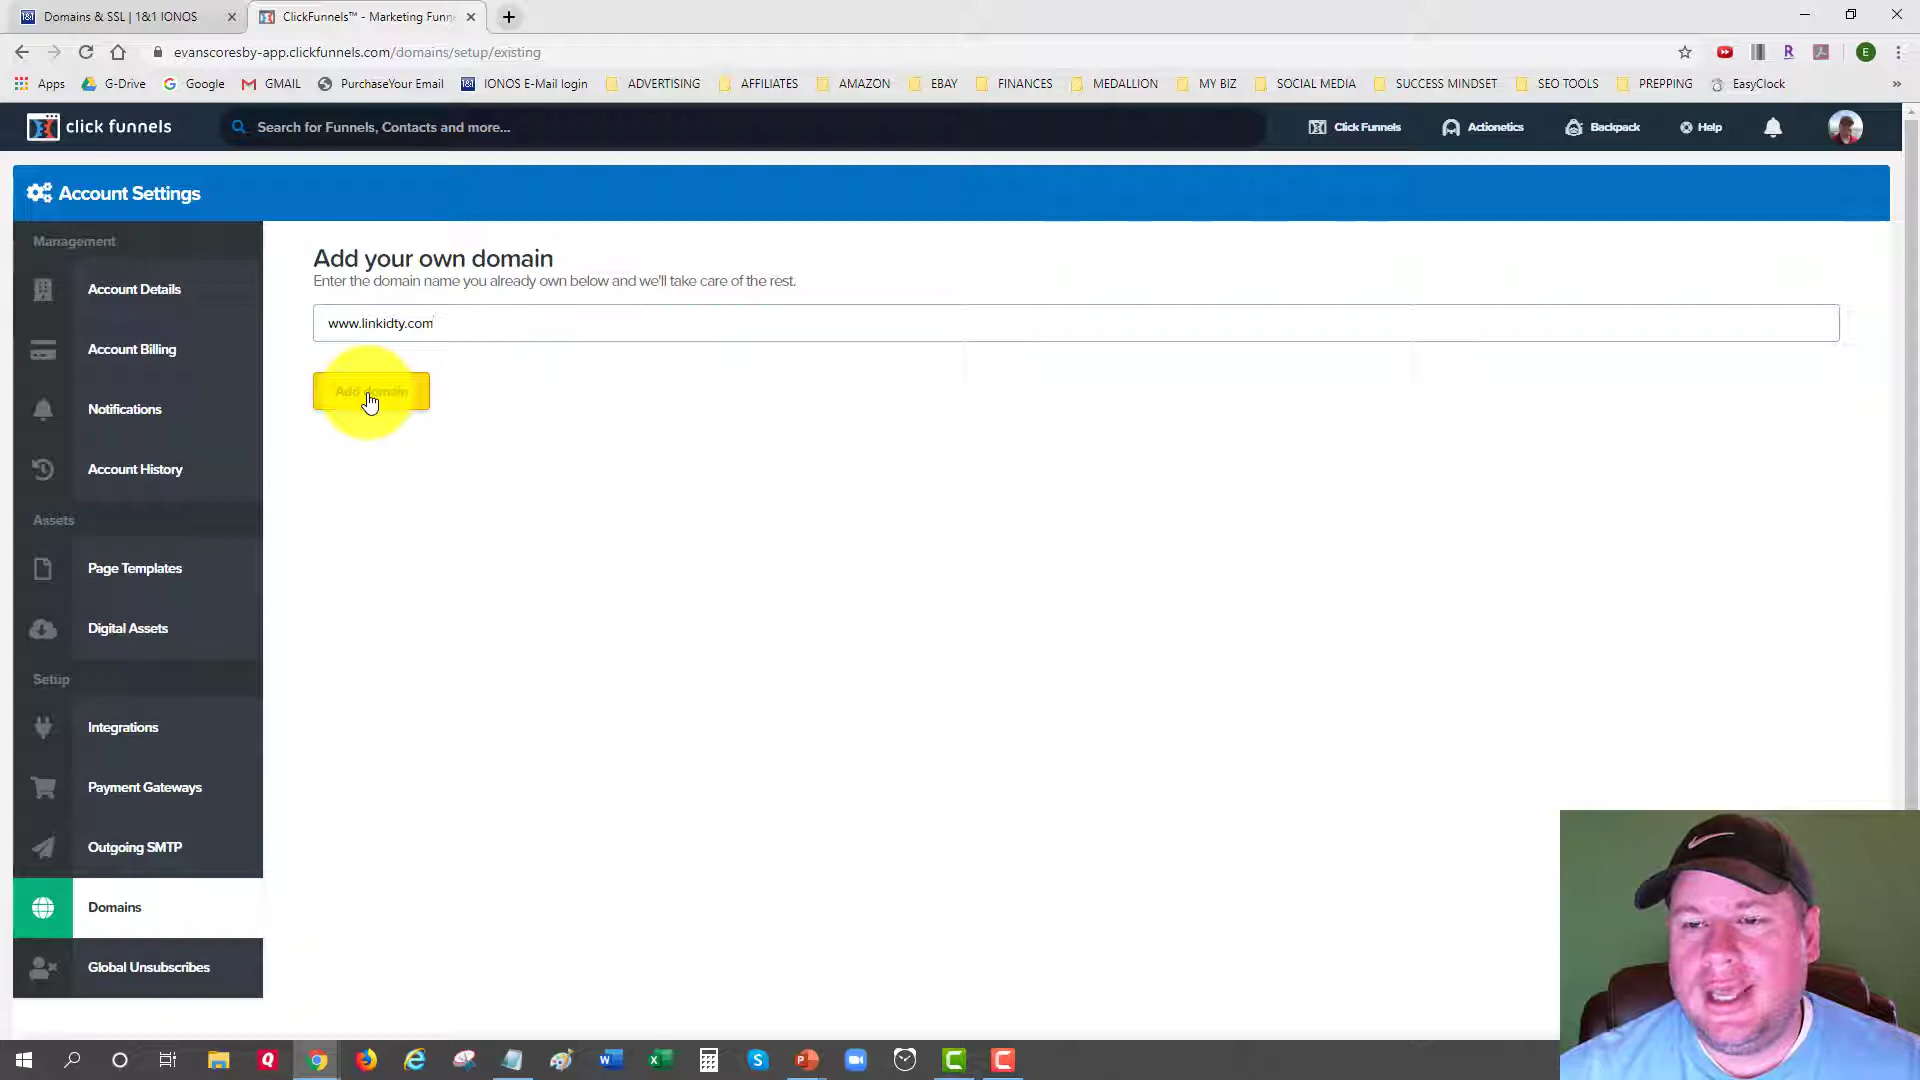 Domains & SSL | 1&1 IONOS
ClickFunnels™ - Marketing Funn
evanscoresby-app.clickfunnels.com/domains/setup/existing
Apps G-Drive Google GMAIL PurchaseYour Email IONOS E-Mail login ADVERTISING AFFILIATES AMAZON EBAY FINANCES MEDALLION MY BIZ SOCIAL MEDIA SUCCESS MINDSET SEO TOOLS PREPPING EasyClock »
click funnels Search for Funnels, Contacts and more... Click Funnels Actionetics Backpack Help
Account Settings
Management
Account Details
Account Billing
Notifications
Account History
Assets
Page Templates
Digital Assets
Setup
Integrations
Payment Gateways
Outgoing SMTP
Domains
Global Unsubscribes
Add your own domain
Enter the domain name you already own below and we'll take care of the rest.
www.linkidty.com
Add domain